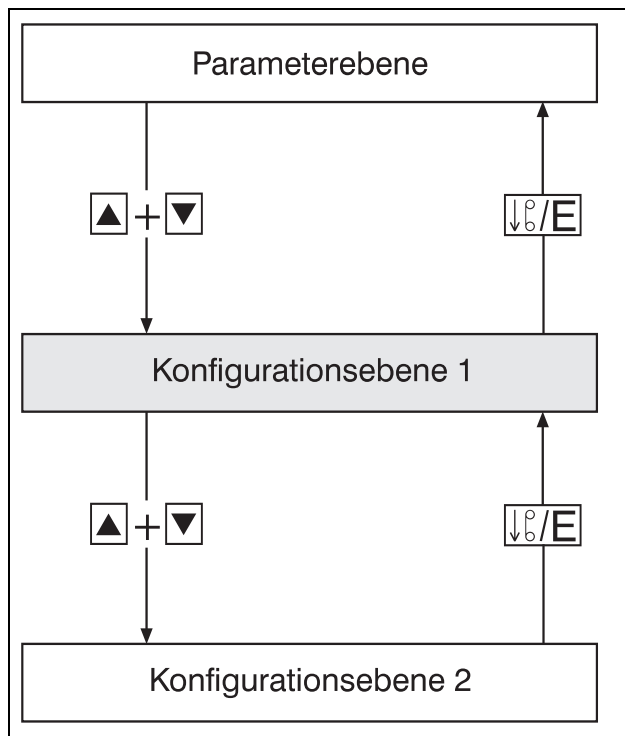 Parameterebene
▲ + ▼
/E
Konfigurationsebene 1
▲ + ▼
/E
Konfigurationsebene 2